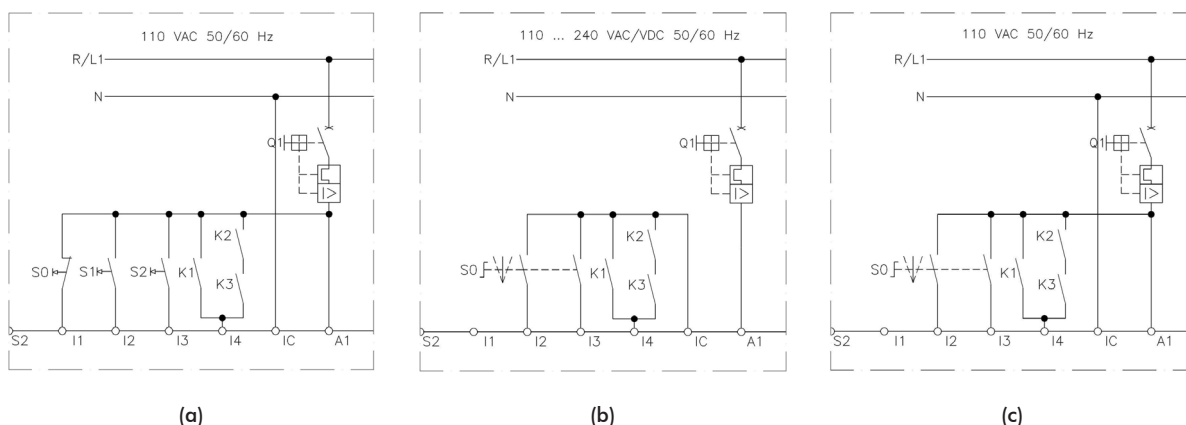 110 VAC 50/60 Hz
R/L1
N
Q1
I>
K2
S0 S1 S2 K1
K3
S2 I1 I2 I3 I4 IC A1
(a)
110 ... 240 VAC/VDC 50/60 Hz
R/L1
N
Q1
I>
K2
S0 K1
K3
S2 I1 I2 I3 I4 IC A1
(b)
110 VAC 50/60 Hz
R/L1
N
Q1
I>
K2
S0 K1
K3
S2 I1 I2 I3 I4 IC A1
(c)